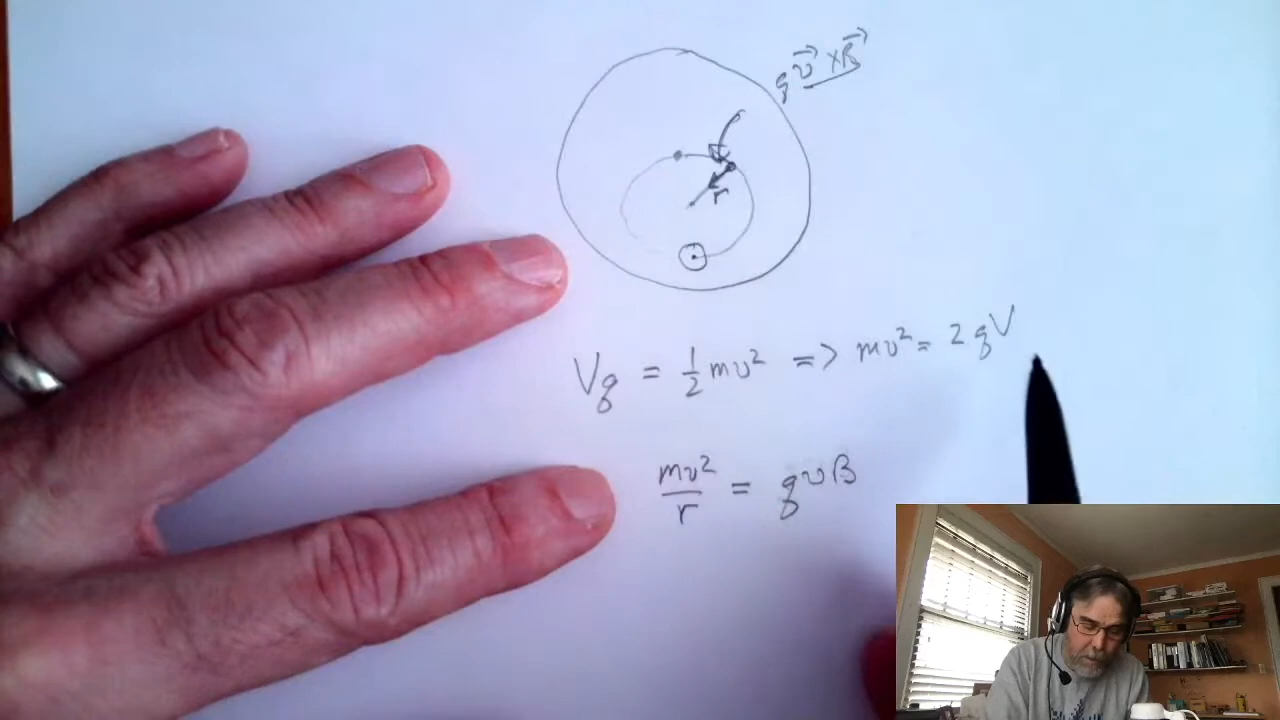 q v⃗ × B⃗
r
Vq = ½ mv² => mv² = 2qV
mv²/r = qvB